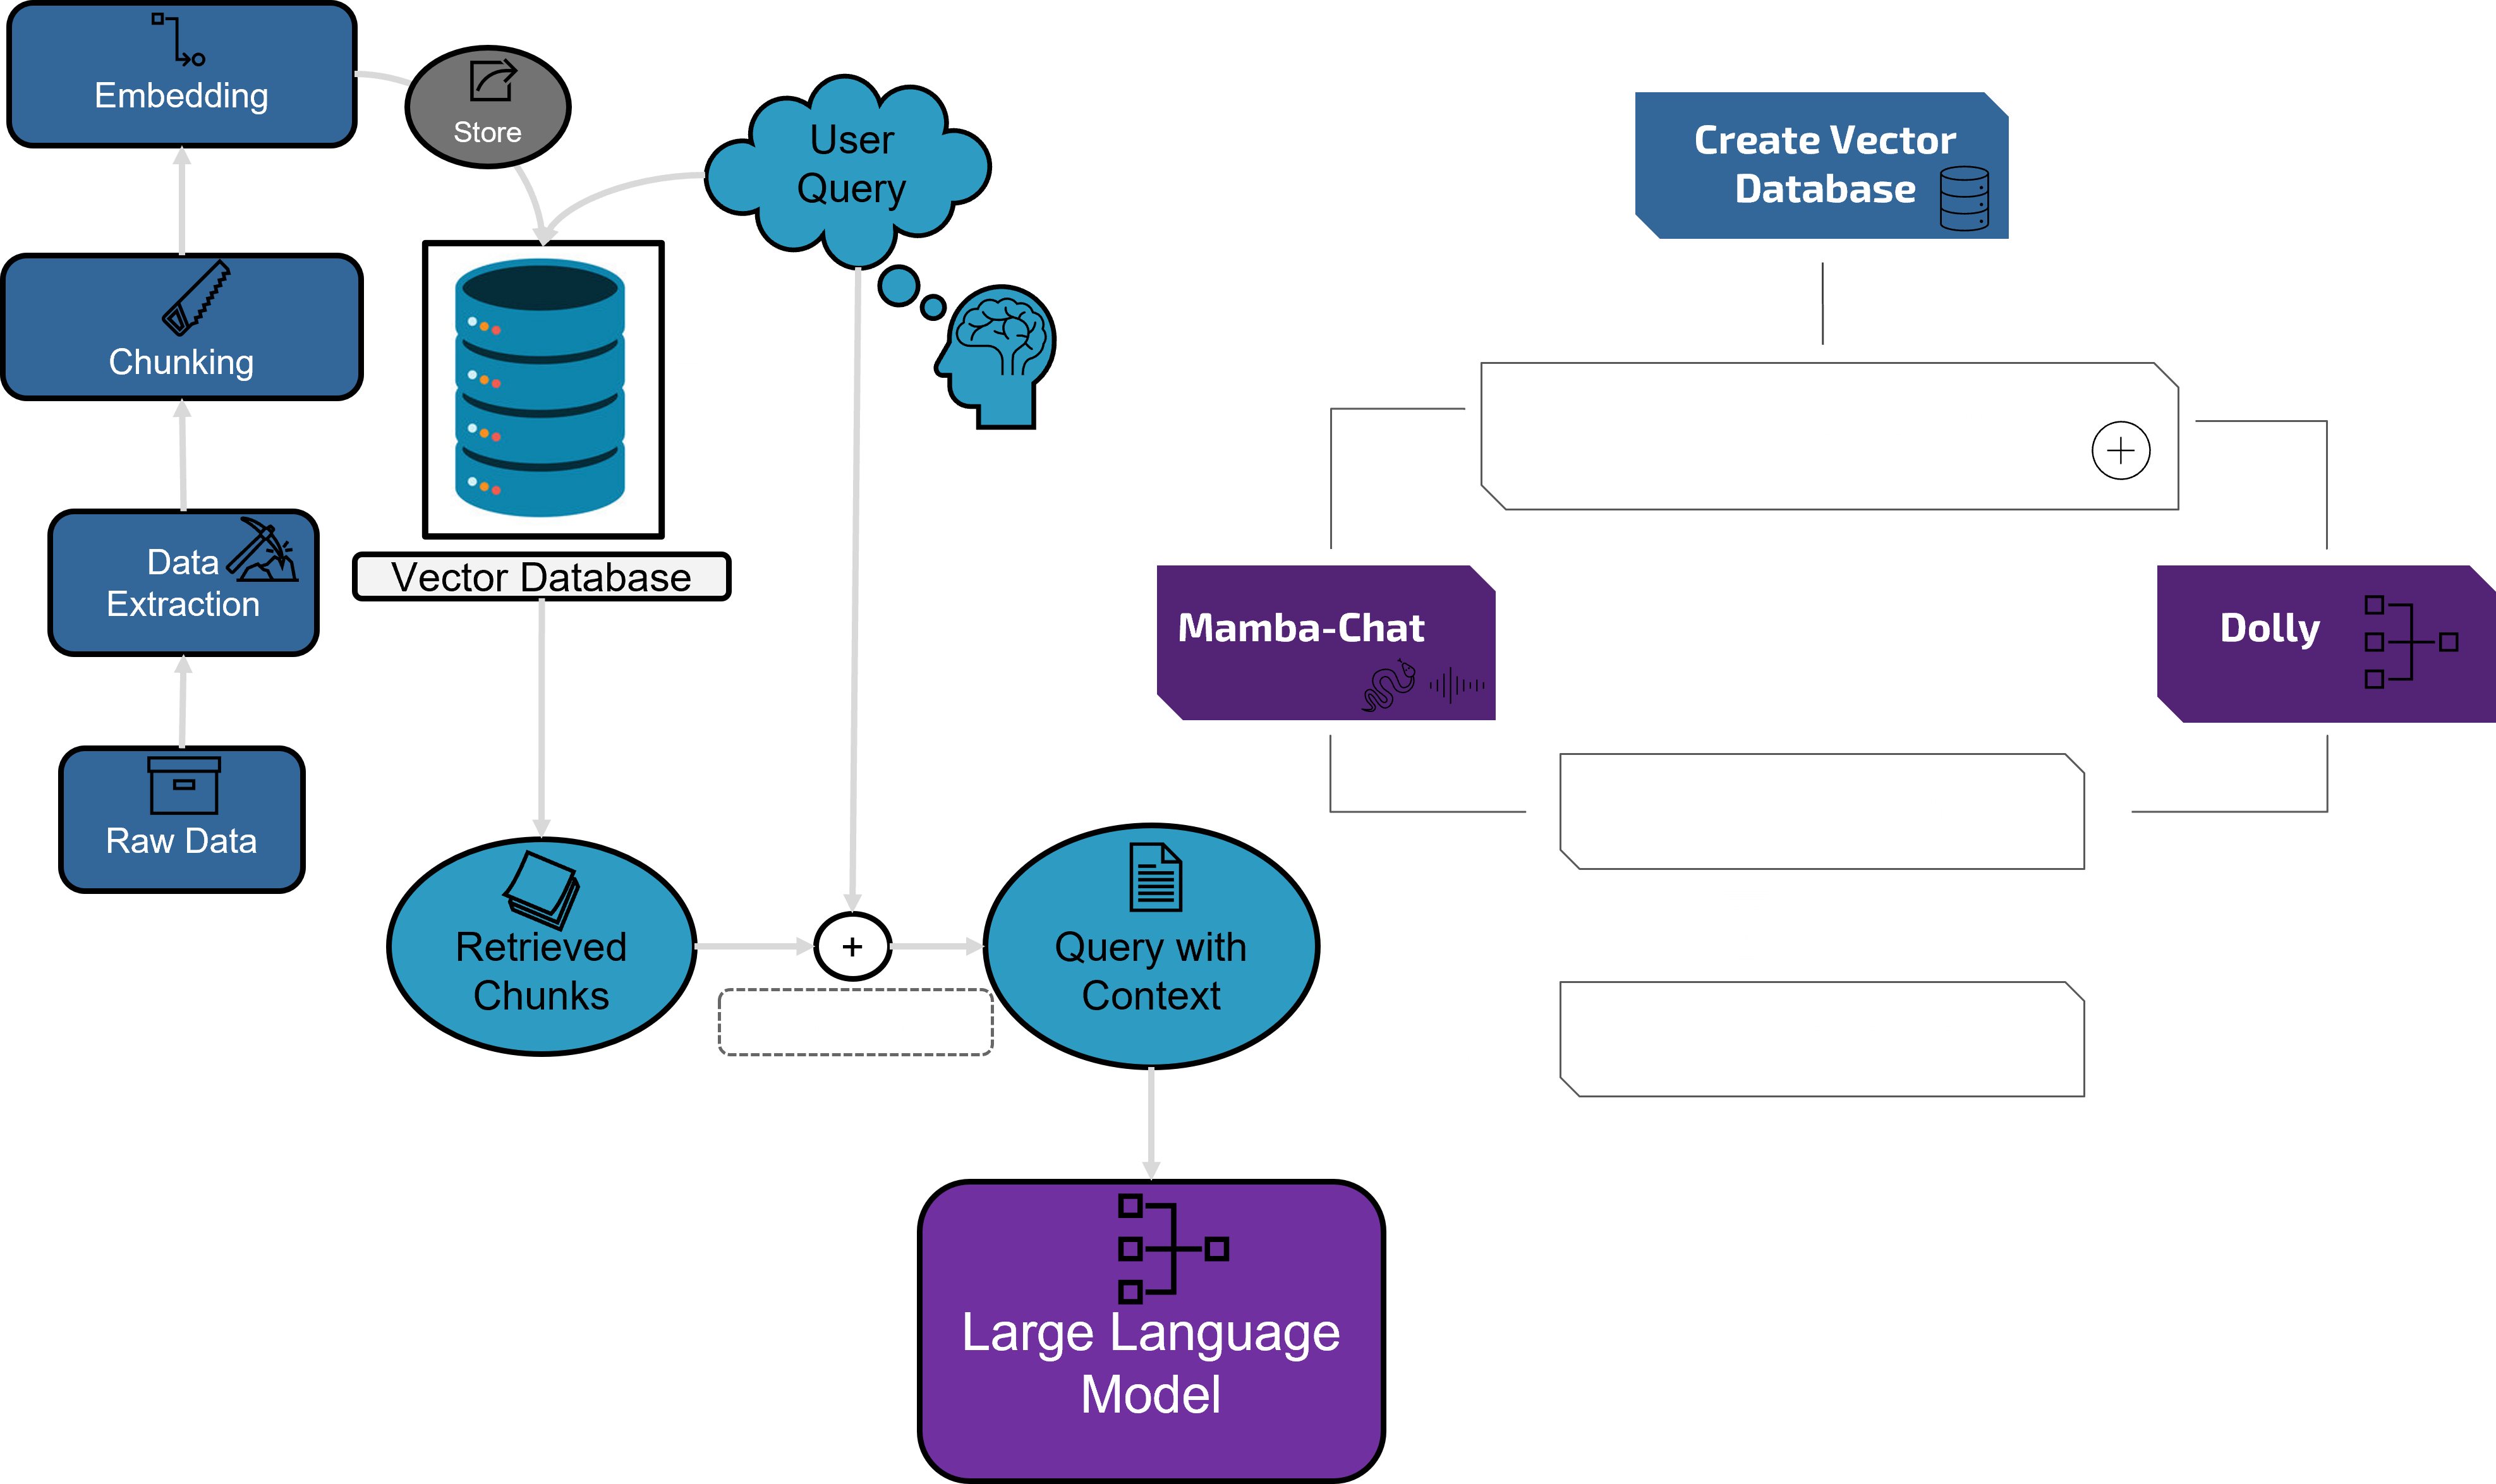 Embedding
Store
User
Query
Chunking
Data
Extraction
Vector Database
Raw Data
Retrieved
Chunks
+
Query with
Context
Large Language
Model
Create Vector
Database
Mamba-Chat
Dolly